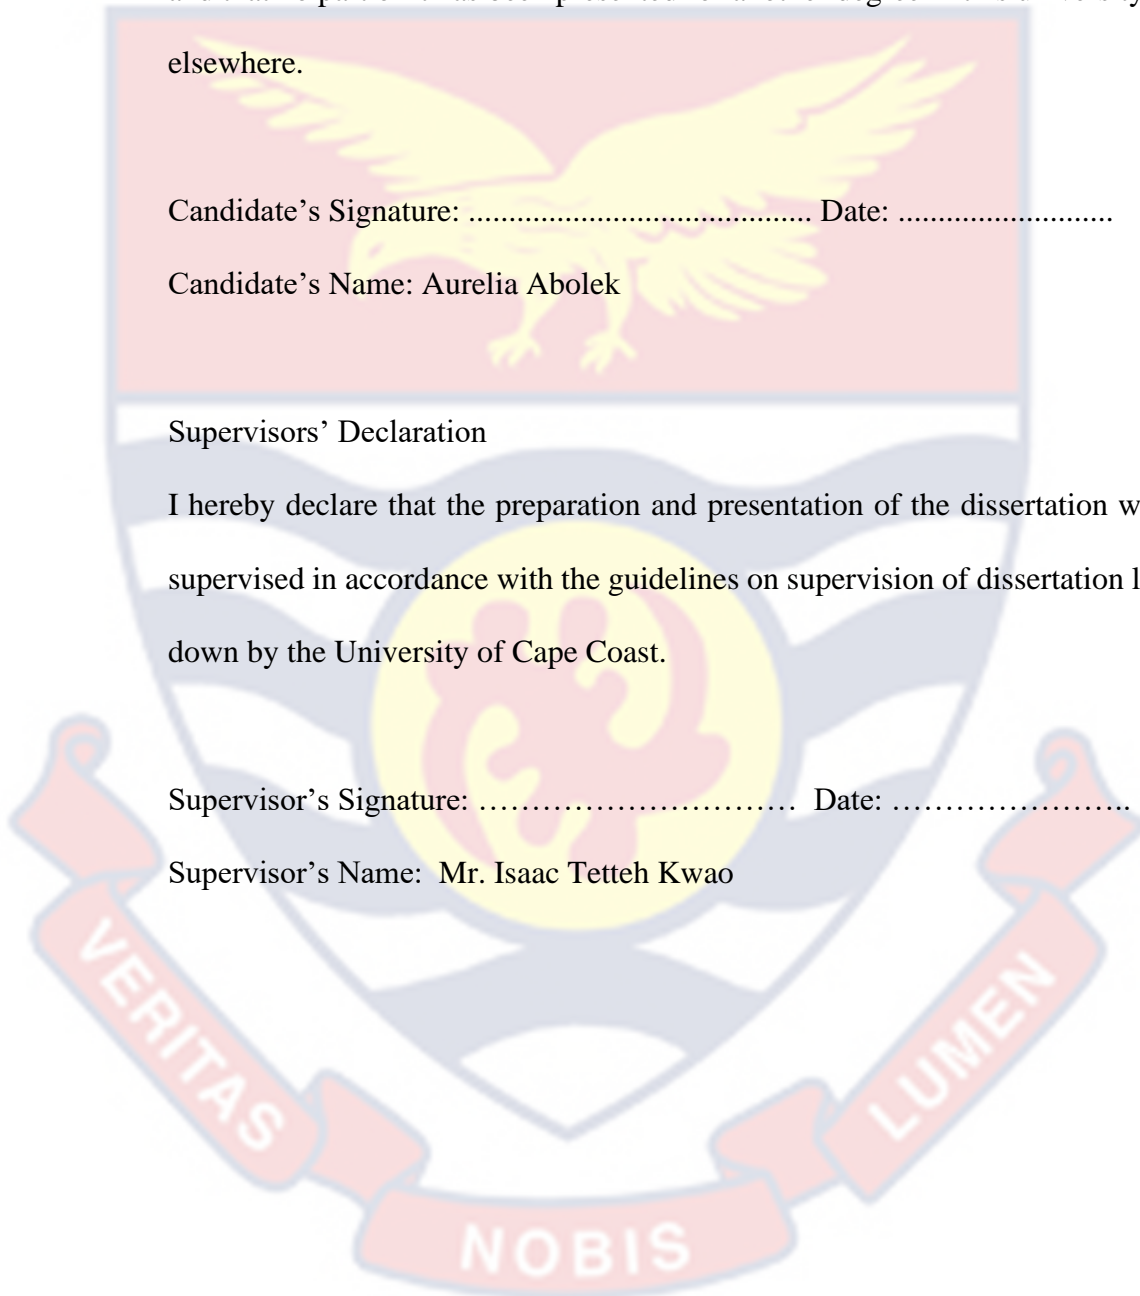 elsewhere.
Candidate’s Signature: ........................................... Date: ...........................
Candidate’s Name: Aurelia Abolek
Supervisors’ Declaration
I hereby declare that the preparation and presentation of the dissertation w
supervised in accordance with the guidelines on supervision of dissertation l
down by the University of Cape Coast.
Supervisor’s Signature: ………………………… Date: …………………..
Supervisor’s Name: Mr. Isaac Tetteh Kwao
VERITAS
NOBIS
LUMEN